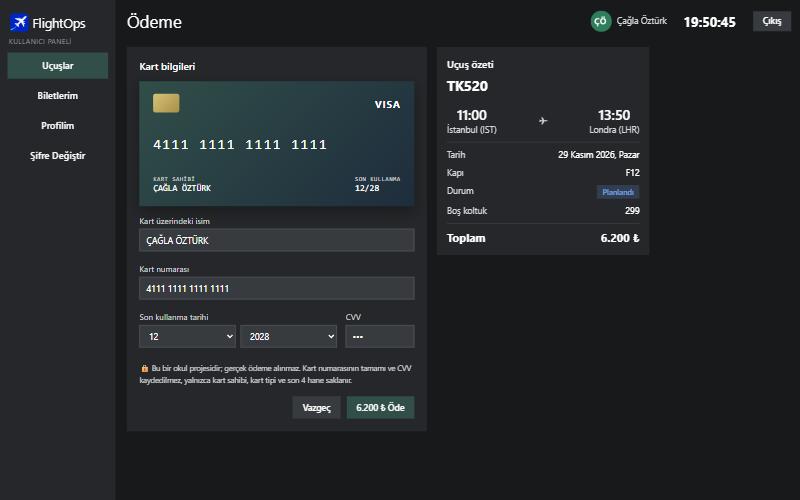 FlightOps
KULLANICI PANELİ
Uçuşlar
Biletlerim
Profilim
Şifre Değiştir
Ödeme
ÇÖ
Çağla Öztürk
19:50:45
Çıkış
Kart bilgileri
VISA
4111 1111 1111 1111
KART SAHİBİ
ÇAĞLA ÖZTÜRK
SON KULLANMA
12/28
Kart üzerindeki isim
ÇAĞLA ÖZTÜRK
Kart numarası
4111 1111 1111 1111
Son kullanma tarihi
CVV
12
2028
•••
Bu bir okul projesidir; gerçek ödeme alınmaz. Kart numarasının tamamı ve CVV
kaydedilmez, yalnızca kart sahibi, kart tipi ve son 4 hane saklanır.
Vazgeç
6.200 ₺ Öde
Uçuş özeti
TK520
11:00
13:50
İstanbul (IST)
Londra (LHR)
Tarih
29 Kasım 2026, Pazar
Kapı
F12
Durum
Planlandı
Boş koltuk
299
Toplam
6.200 ₺